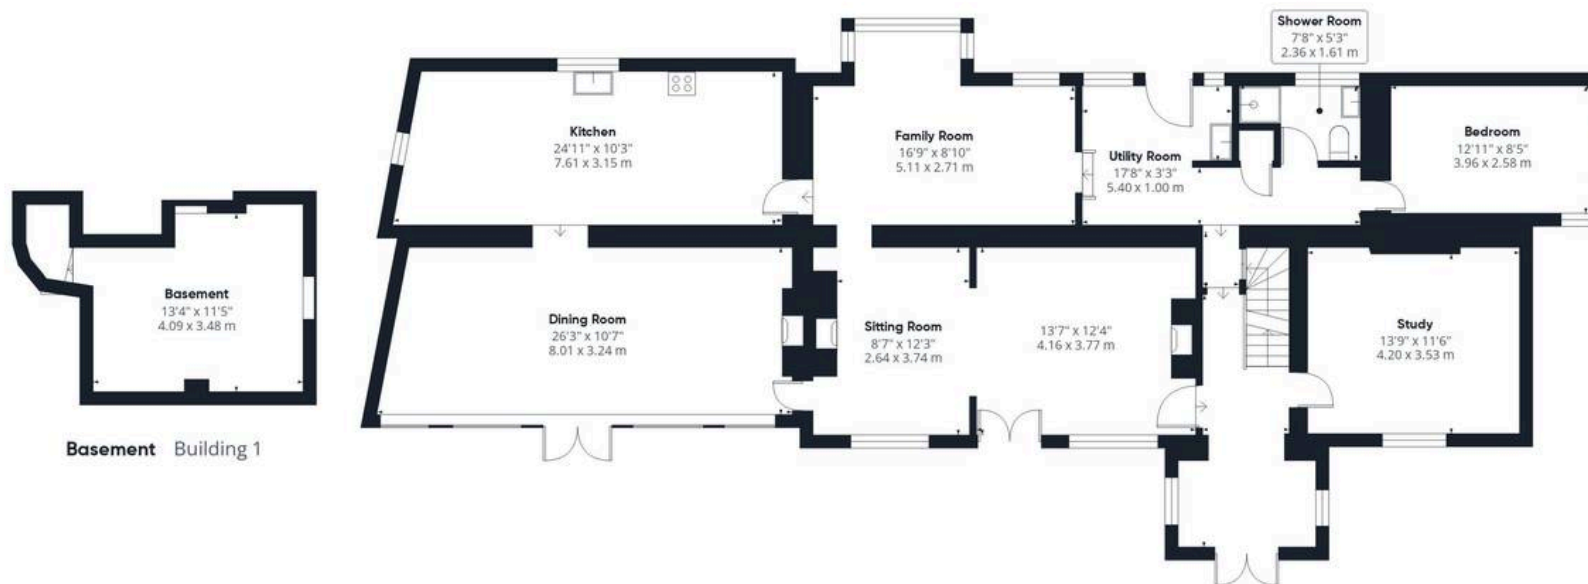 Shower Room
7'8" x 5'3"
2.36 x 1.61 m
Kitchen
24'11" x 10'3"
7.61 x 3.15 m
Family Room
16'9" x 8'10"
5.11 x 2.71 m
Utility Room
17'8" x 3'3"
5.40 x 1.00 m
Bedroom
12'11" x 8'5"
3.96 x 2.58 m
Basement
13'4" x 11'5"
4.09 x 3.48 m
Dining Room
26'3" x 10'7"
8.01 x 3.24 m
Sitting Room
8'7" x 12'3"
2.64 x 3.74 m
13'7" x 12'4"
4.16 x 3.77 m
Study
13'9" x 11'6"
4.20 x 3.53 m
Basement Building 1